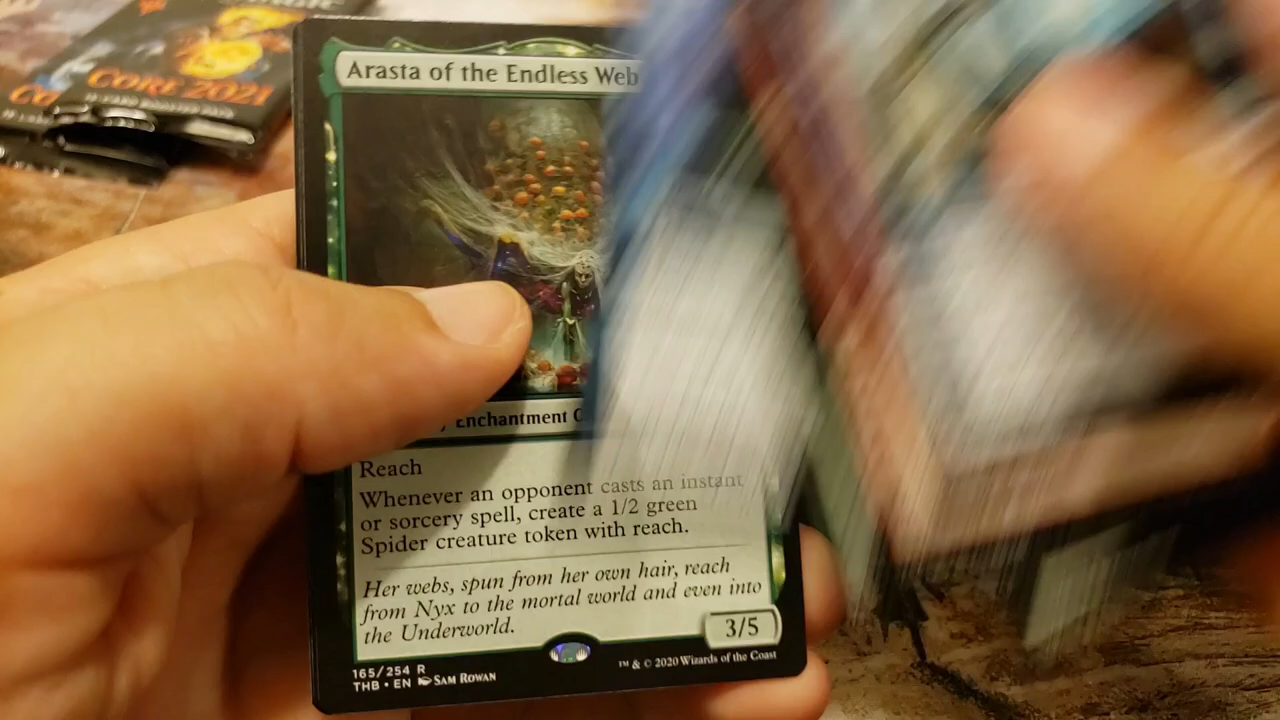 CORE 2021
Arasta of the Endless Web
Enchantment C
Reach
Whenever an opponent casts an instant
or sorcery spell, create a 1/2 green
Spider creature token with reach.
Her webs, spun from her own hair, reach
from Nyx to the mortal world and even into
the Underworld.
3/5
165/254 R
THB • EN SAM ROWAN
™ & © 2020 Wizards of the Coast